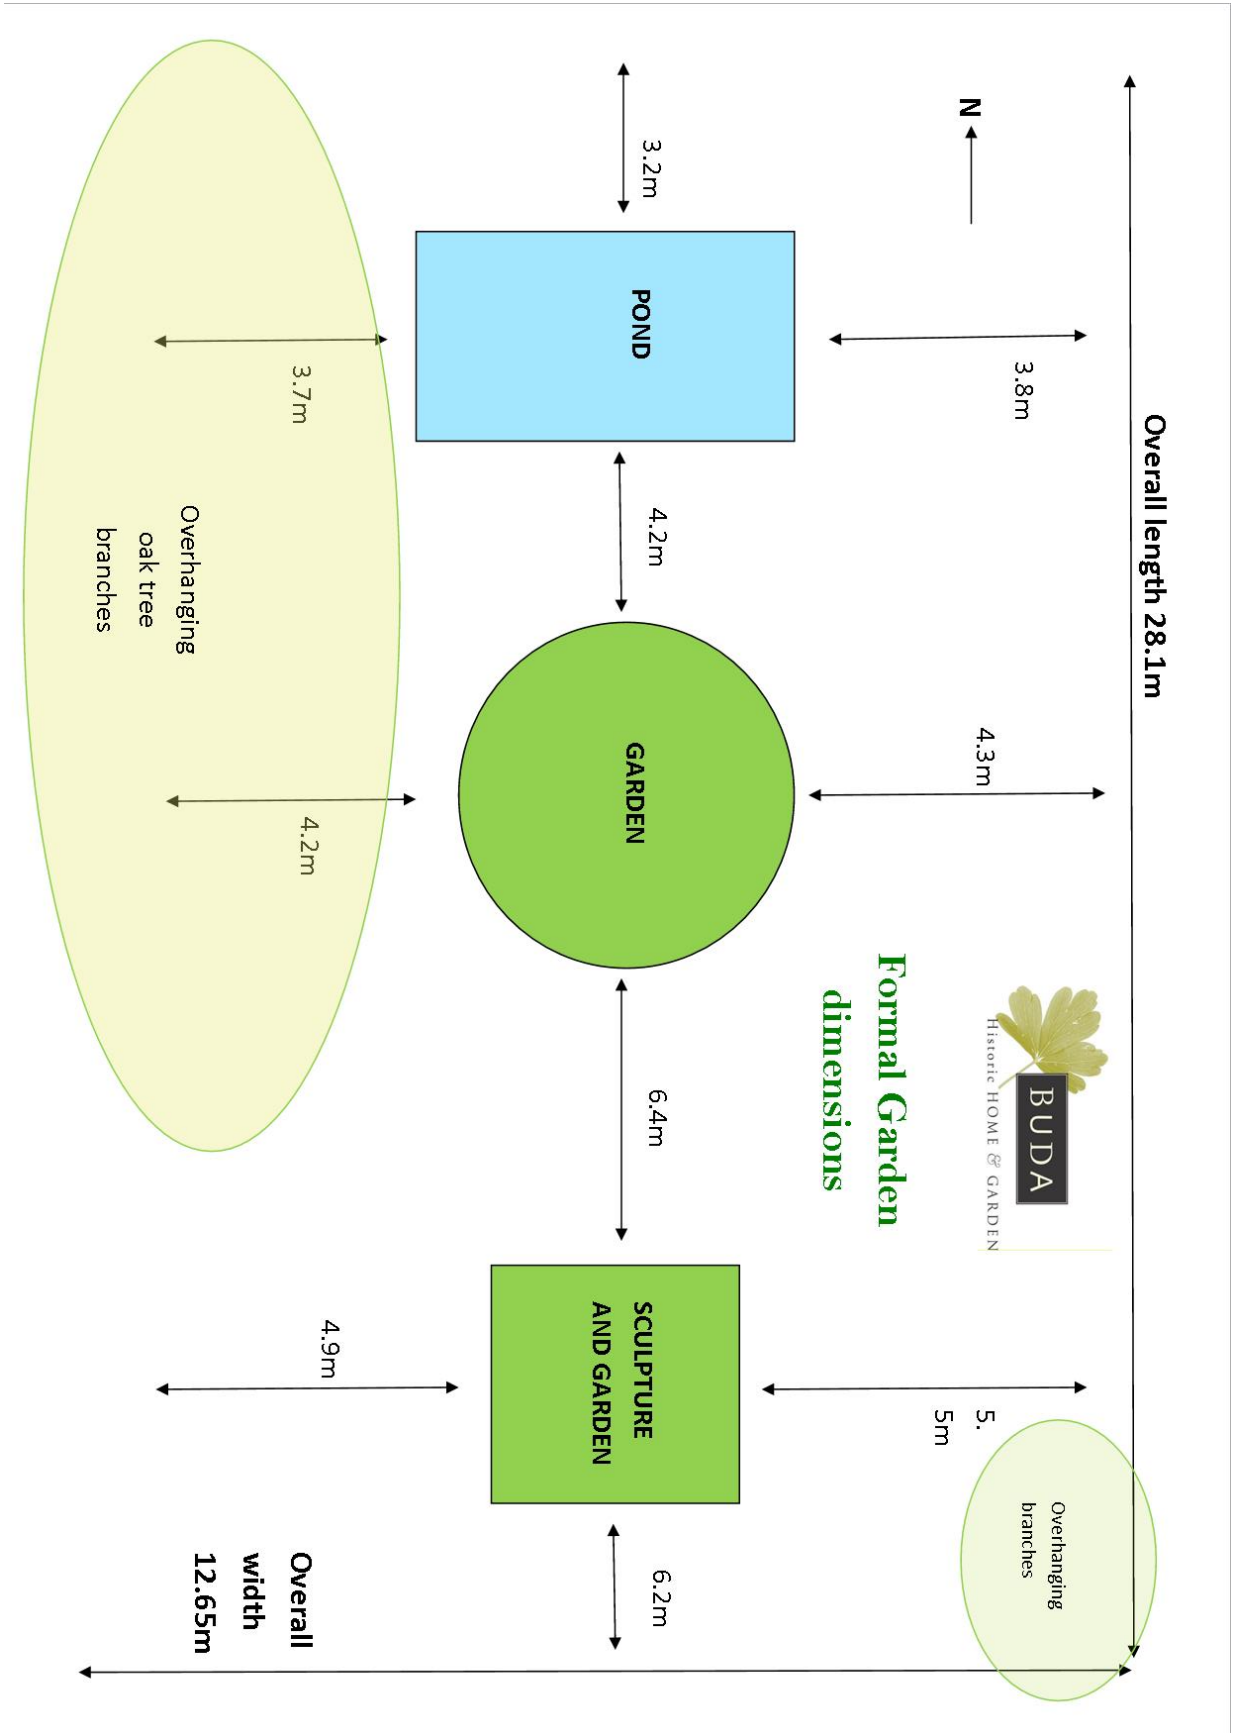 Overall length 28.1m
N
3.2m
POND
3.8m
3.7m
4.2m
GARDEN
4.3m
4.2m
Overhanging
oak tree
branches
BUDA
Historic HOME & GARDEN
Formal Garden
dimensions
6.4m
SCULPTURE
AND GARDEN
5.
5m
4.9m
6.2m
Overhanging
branches
Overall
width
12.65m